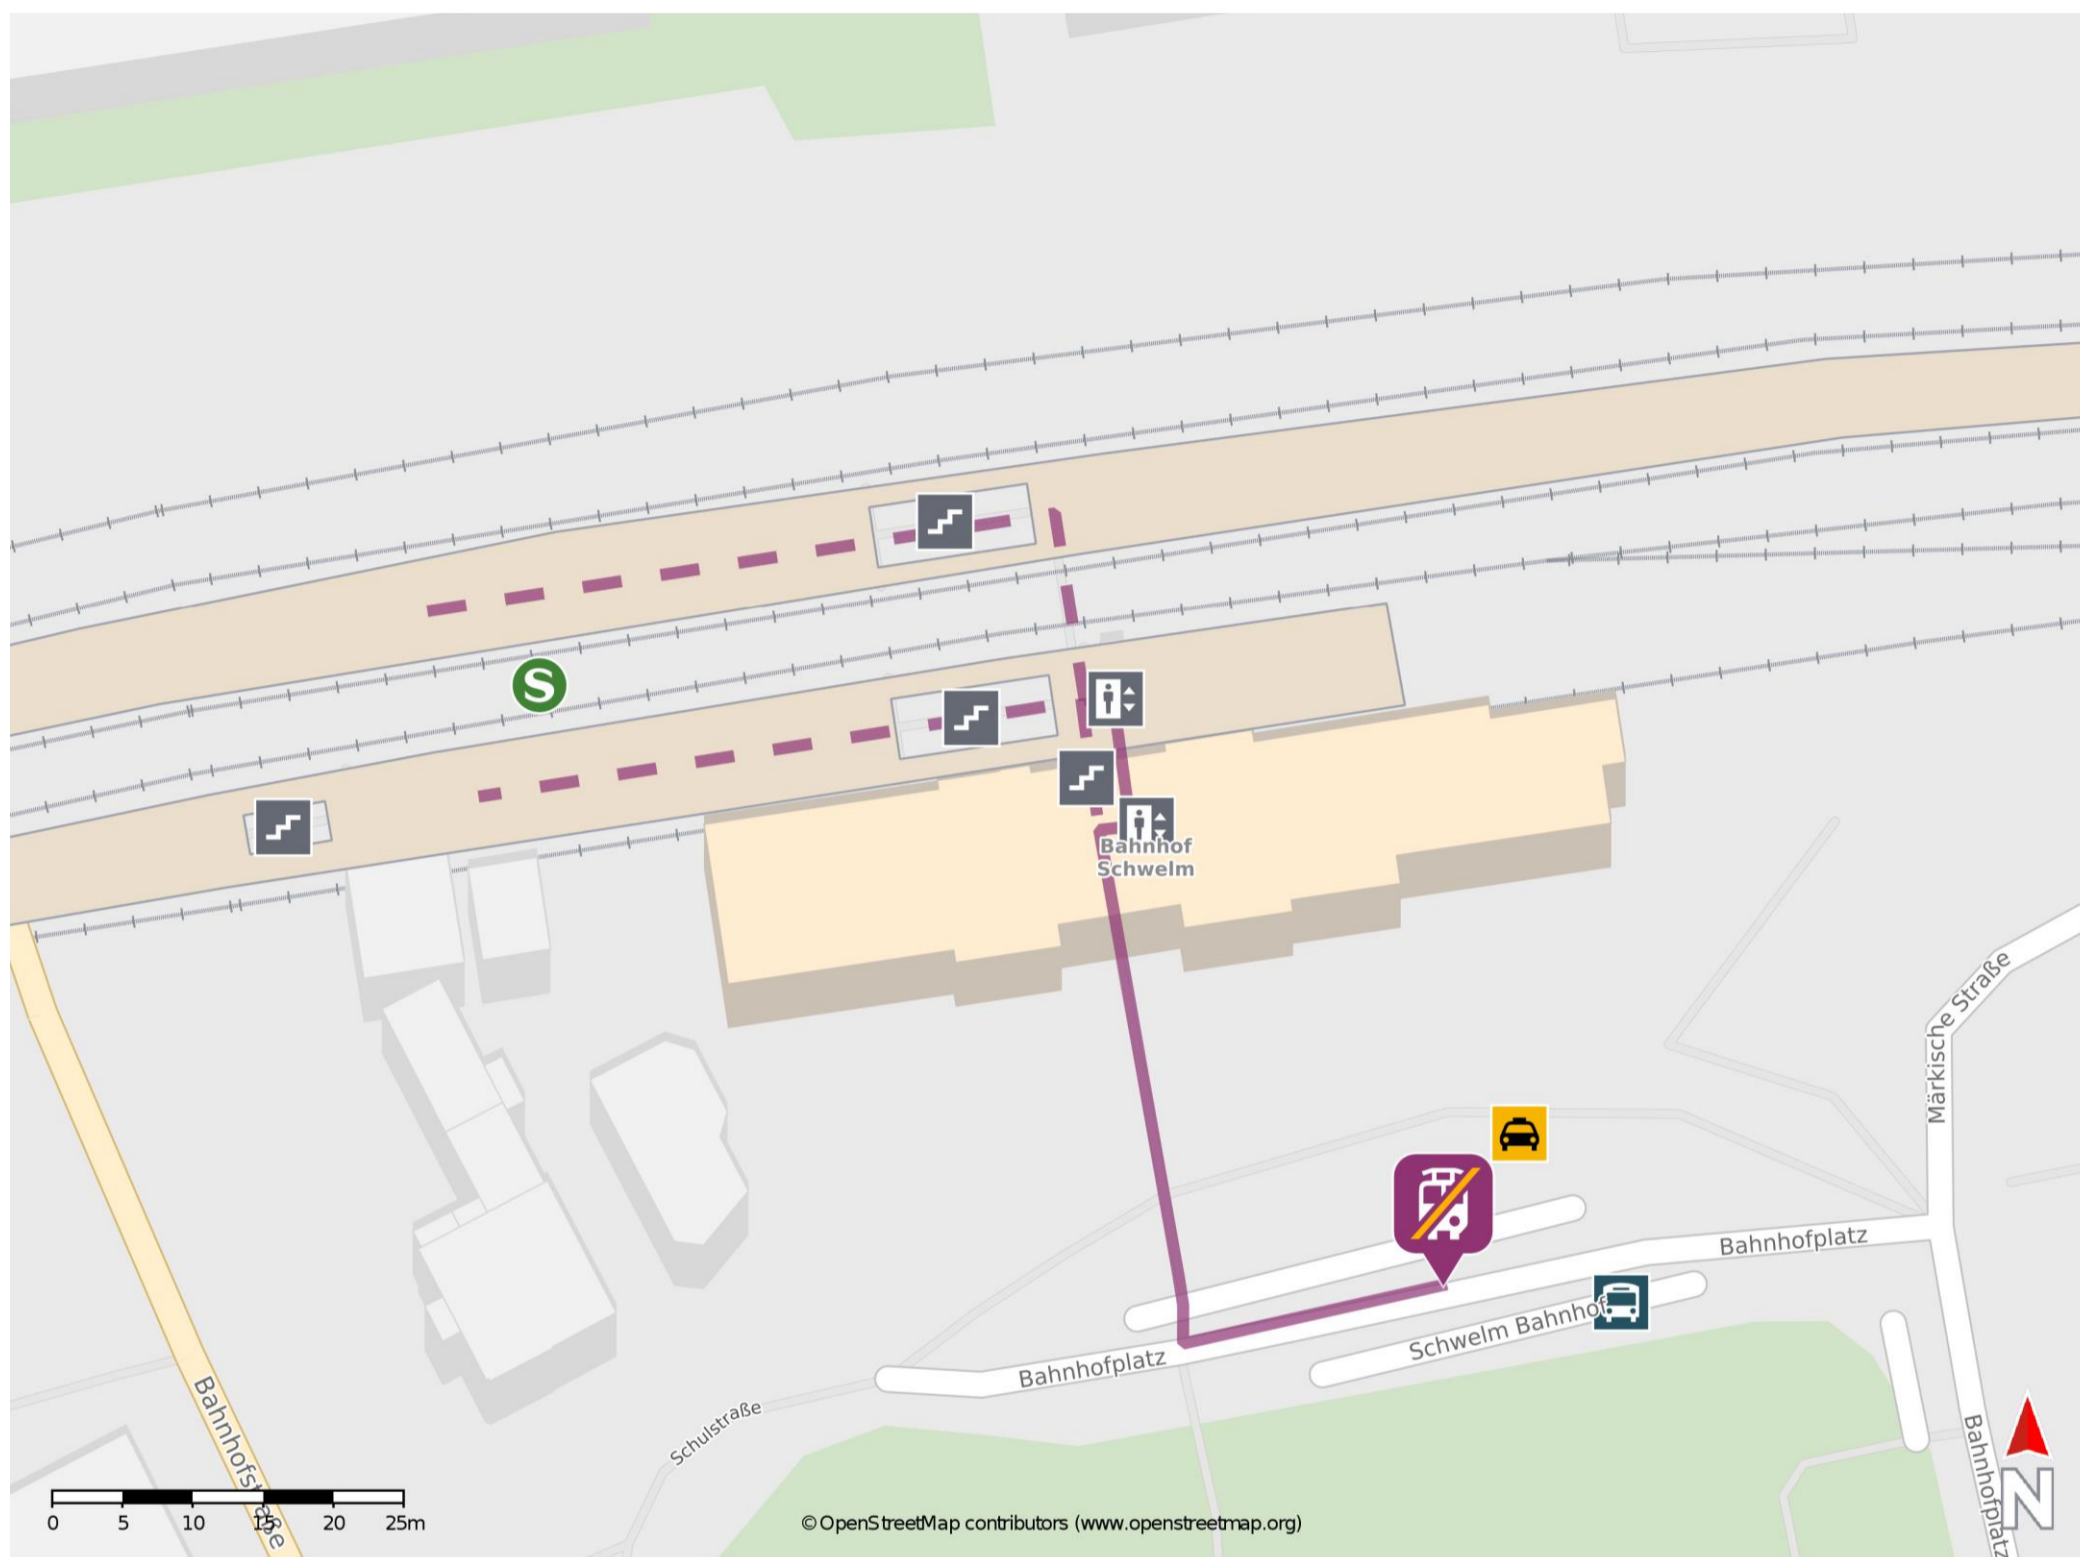 S
Bahnhof
Schwelm
Märkische Straße
Bahnhofplatz
Schwelm Bahnhof
Bahnhofplatz
Schulstraße
Bahnhofstraße
Bahnhofplatz
N
0 5 10 15 20 25m
© OpenStreetMap contributors (www.openstreetmap.org)